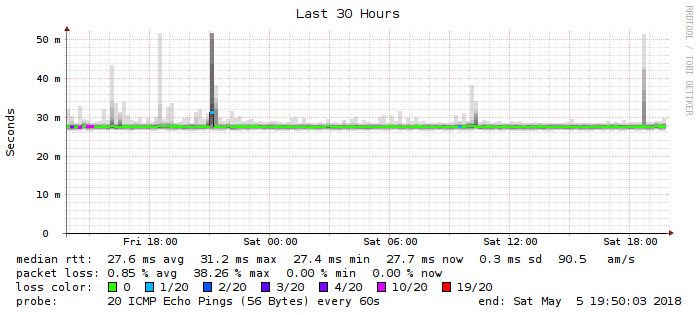 Last 30 Hours
RRDTOOL / TOBI OETIKER
Seconds
50 m
40 m
30 m
20 m
10 m
0
Fri 18:00 Sat 00:00 Sat 06:00 Sat 12:00 Sat 18:00
median rtt: 27.6 ms avg 31.2 ms max 27.4 ms min 27.7 ms now 0.3 ms sd 90.5 am/s
packet loss: 0.85 % avg 38.26 % max 0.00 % min 0.00 % now
loss color: 0 1/20 2/20 3/20 4/20 10/20 19/20
probe: 20 ICMP Echo Pings (56 Bytes) every 60s end: Sat May 5 19:50:03 2018